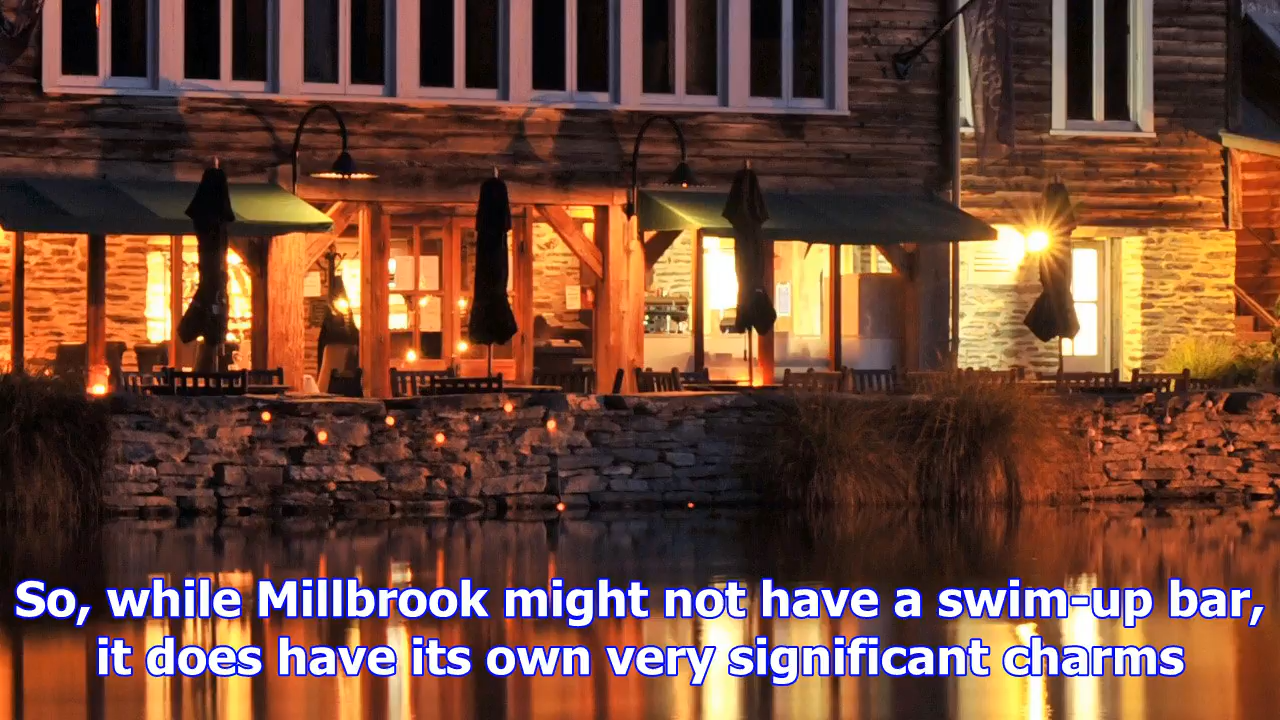 So, while Millbrook might not have a swim-up bar,
it does have its own very significant charms